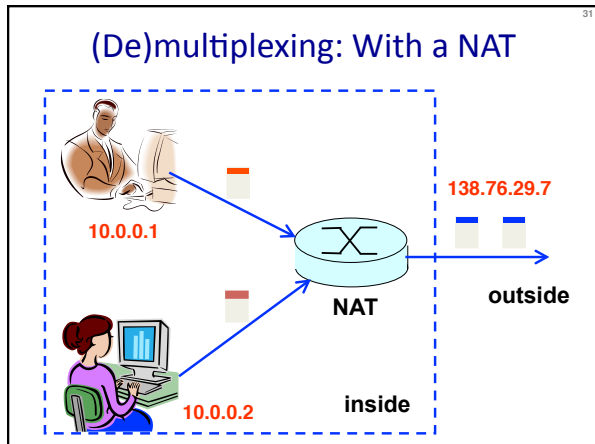 31
(De)multiplexing: With a NAT
138.76.29.7
10.0.0.1
outside
NAT
10.0.0.2
inside